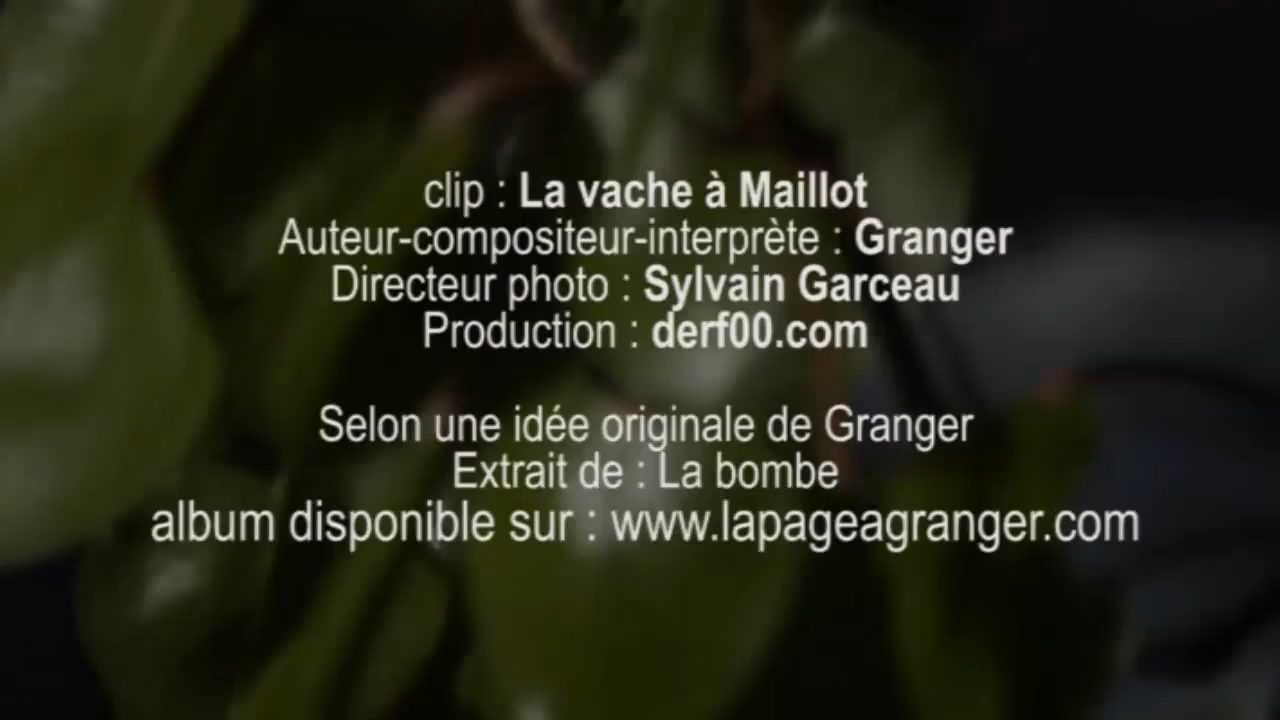 clip : La vache à Maillot
Auteur-compositeur-interprète : Granger
Directeur photo : Sylvain Garceau
Production : derf00.com
Selon une idée originale de Granger
Extrait de : La bombe
album disponible sur : www.lapageagranger.com